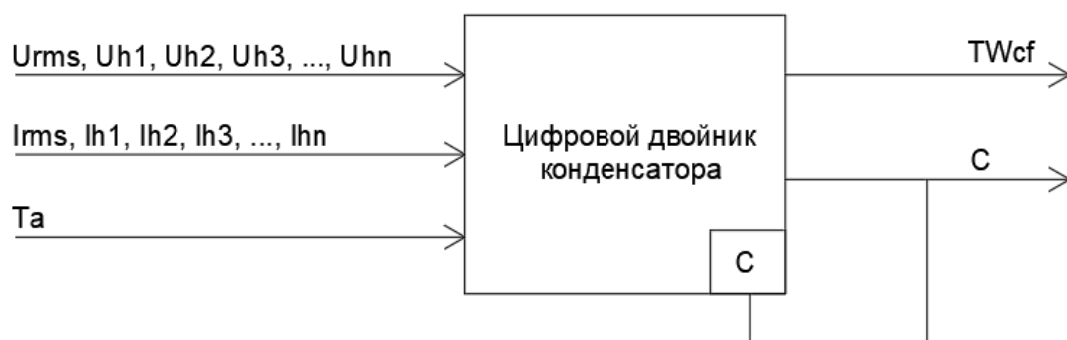 Urms, Uh1, Uh2, Uh3, ..., Uhn
TWcf
Irms, Ih1, Ih2, Ih3, ..., Ihn
Цифровой двойник
конденсатора
C
Ta
C